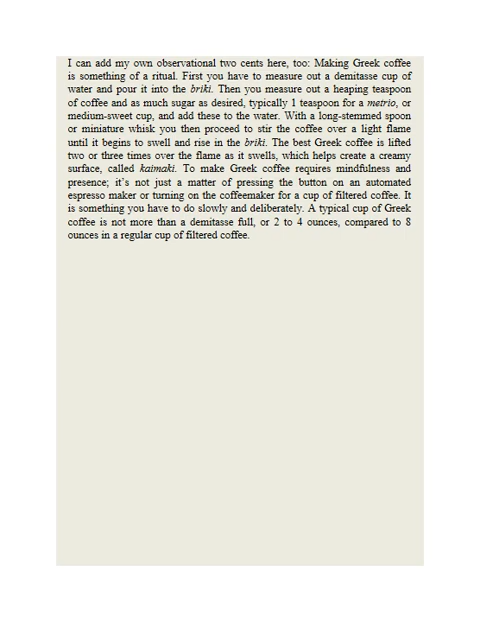 I can add my own observational two cents here, too: Making Greek coffee
is something of a ritual. First you have to measure out a demitasse cup of
water and pour it into the briki. Then you measure out a heaping teaspoon
of coffee and as much sugar as desired, typically 1 teaspoon for a metrio, or
medium-sweet cup, and add these to the water. With a long-stemmed spoon
or miniature whisk you then proceed to stir the coffee over a light flame
until it begins to swell and rise in the briki. The best Greek coffee is lifted
two or three times over the flame as it swells, which helps create a creamy
surface, called kaimaki. To make Greek coffee requires mindfulness and
presence; it’s not just a matter of pressing the button on an automated
espresso maker or turning on the coffeemaker for a cup of filtered coffee. It
is something you have to do slowly and deliberately. A typical cup of Greek
coffee is not more than a demitasse full, or 2 to 4 ounces, compared to 8
ounces in a regular cup of filtered coffee.